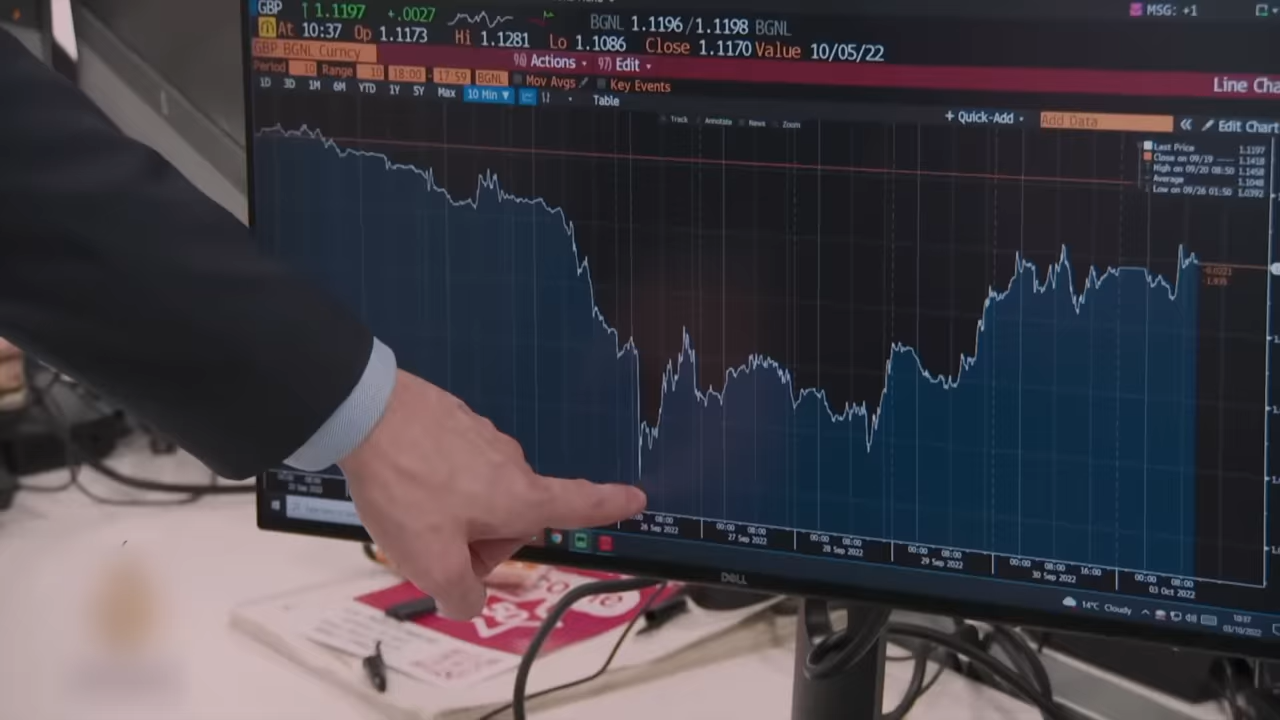 GBP ↑ 1.1197 +.0027 BGNL 1.1196/1.1198 BGNL
MSG: +1
At 10:37 Op 1.1173 Hi 1.1281 Lo 1.1086 Close 1.1170 Value 10/05/22
GBP BGNL Curncy 96) Actions 97) Edit Line Cha
Period 10 Range 10 18:00 - 17:59 BGNL Mov Avgs Key Events
1D 3D 1M 6M YTD 1Y 5Y Max 10 Min ▼ Table
+ Quick-Add Add Data « Edit Chart
Track Annotate News Zoom
Last Price 1.1197
Close on 09/19 1.1418
High on 09/20 08:50 1.1458
Average 1.1048
Low on 09/26 01:50 1.0392
-0.0221
08:00 00:00 08:00 00:00 08:00 00:00 08:00 00:00 08:00 16:00 00:00 08:00
26 Sep 2022 27 Sep 2022 28 Sep 2022 29 Sep 2022 30 Sep 2022 03 Oct 2022
DELL
14°C Cloudy
10:37
03/10/2022